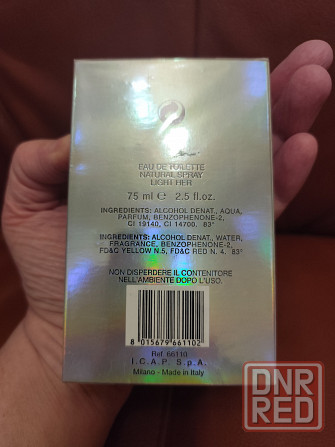 EAU DE TOILETTE
NATURAL SPRAY
LIGHT HER
75 ml e 2.5 fl.oz.
INGREDIENTS: ALCOHOL DENAT., AQUA,
PARFUM, BENZOPHENONE-2,
CI 19140, CI 14700. 83°
INGREDIENTS: ALCOHOL DENAT., WATER,
FRAGRANCE, BENZOPHENONE-2,
FD&C YELLOW N.5, FD&C RED N. 4. 83°
NON DISPERDERE IL CONTENITORE
NELL'AMBIENTE DOPO L'USO.
8 015679 661102
Ref. 66110
I.C.A.P. S.p.A.
Milano - Made in Italy
DNR
RED